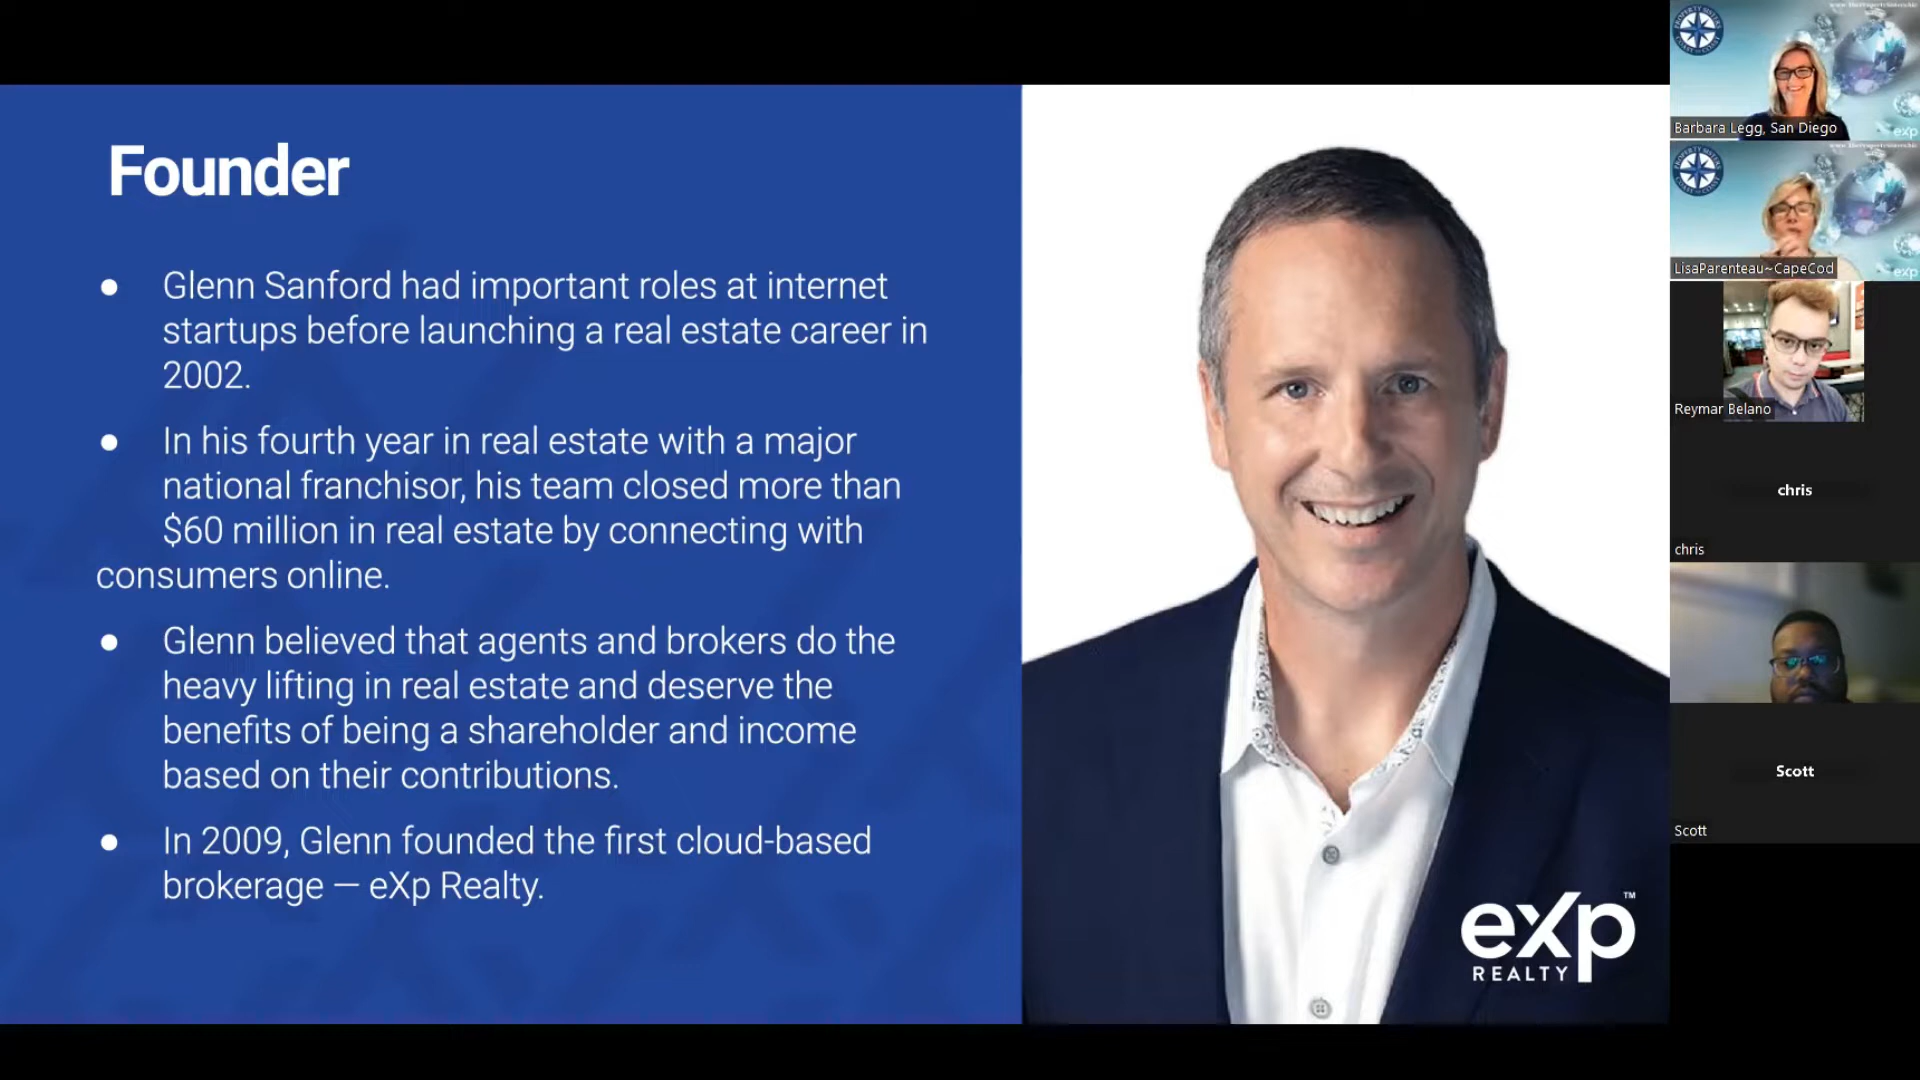 Founder
● Glenn Sanford had important roles at internet
startups before launching a real estate career in
2002.
● In his fourth year in real estate with a major
national franchisor, his team closed more than
$60 million in real estate by connecting with
consumers online.
● Glenn believed that agents and brokers do the
heavy lifting in real estate and deserve the
benefits of being a shareholder and income
based on their contributions.
● In 2009, Glenn founded the first cloud-based
brokerage — eXp Realty.
eXp™
REALTY
Barbara Legg, San Diego
exp
LisaParenteau~CapeCod
exp
Reymar Belano
chris
chris
Scott
Scott